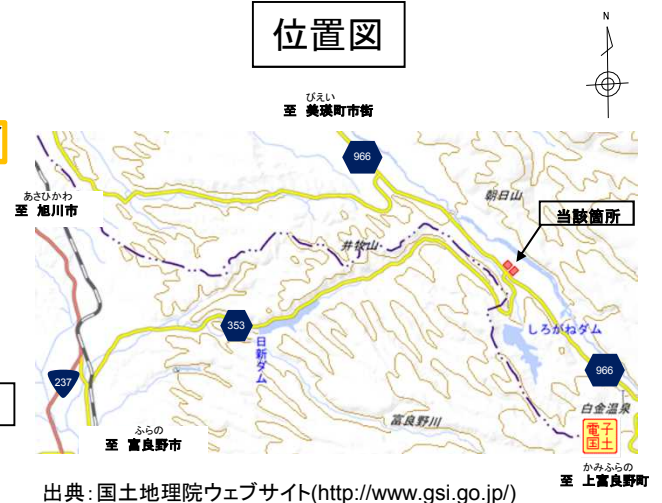 位置図
N
びえい
至 美瑛町市街
966
朝日山
あさひかわ
至 旭川市
当該箇所
井牧山
353
日新ダム
しろがねダム
237
966
白金温泉
富良野川
電子
国土
ふらの
至 富良野市
かみふらの
至 上富良野町
出典：国土地理院ウェブサイト(http://www.gsi.go.jp/)